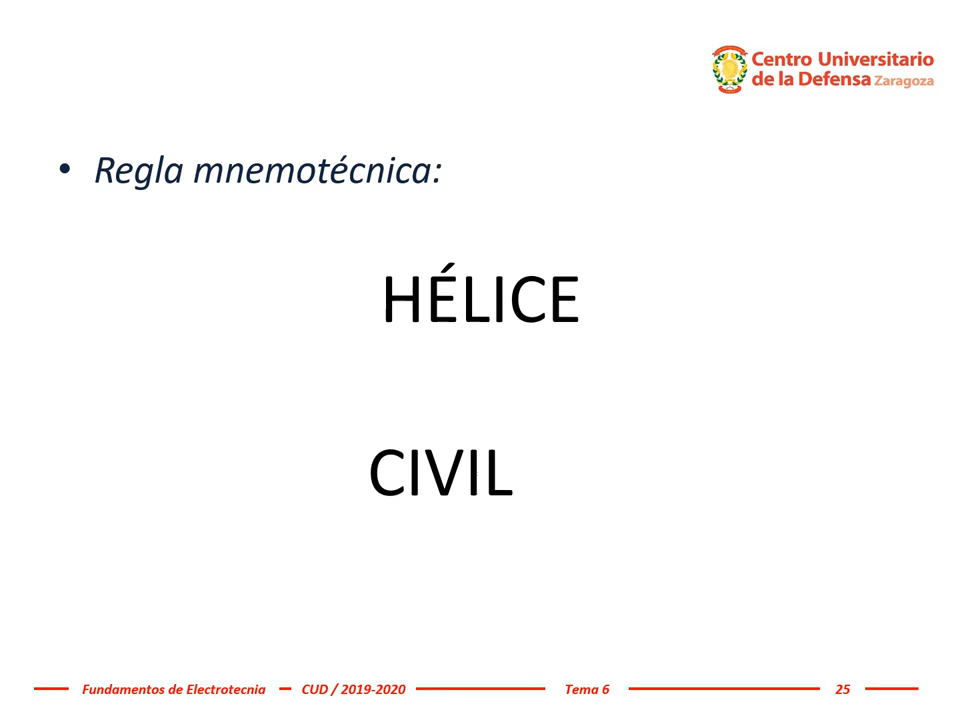 Centro Universitario
de la Defensa Zaragoza
• Regla mnemotécnica:
HÉLICE
CIVIL
Fundamentos de Electrotecnia CUD / 2019-2020 Tema 6 25